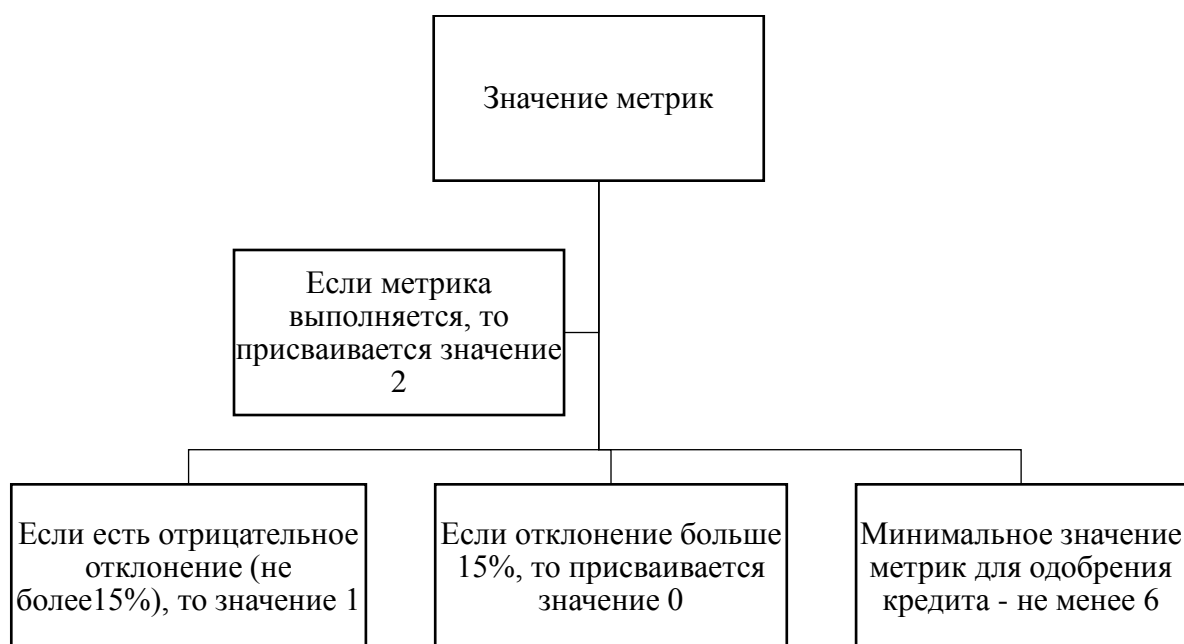 Значение метрик
Если метрика
выполняется, то
присваивается значение
2
Если есть отрицательное
отклонение (не
более15%), то значение 1
Если отклонение больше
15%, то присваивается
значение 0
Минимальное значение
метрик для одобрения
кредита - не менее 6